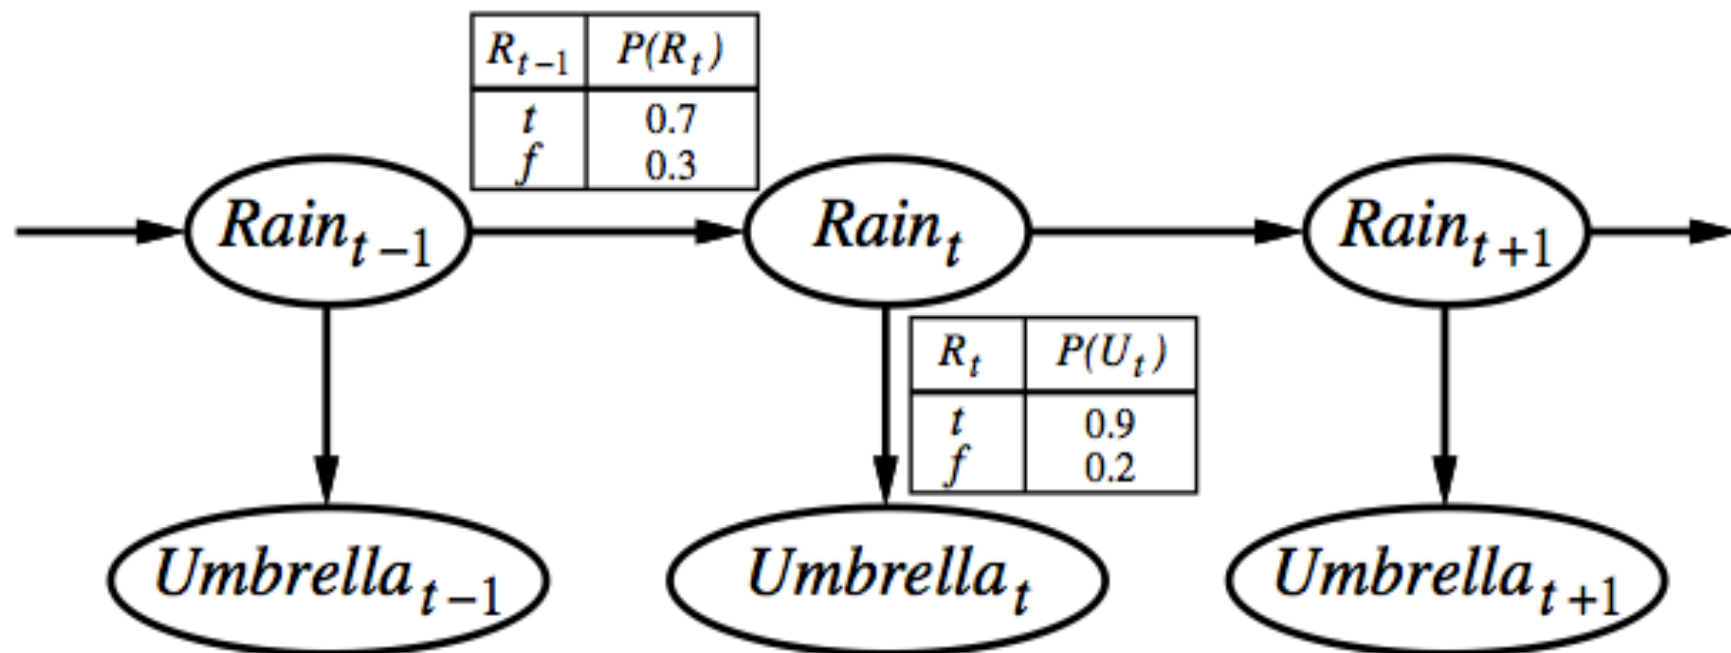 R_{t-1} P(R_t)
t 0.7
f 0.3
Rain_{t-1} Rain_t Rain_{t+1}
R_t P(U_t)
t 0.9
f 0.2
Umbrella_{t-1} Umbrella_t Umbrella_{t+1}